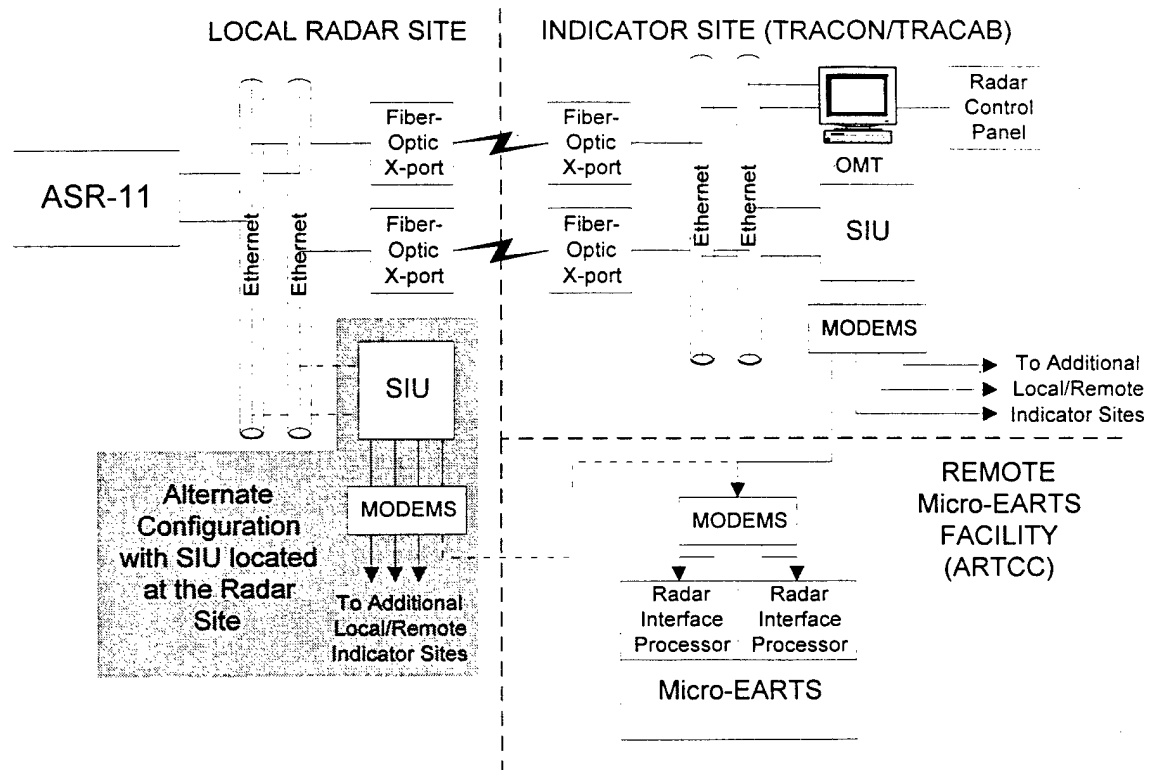 LOCAL RADAR SITE
INDICATOR SITE (TRACON/TRACAB)
ASR-11
Ethernet
Ethernet
Fiber-
Optic
X-port
Fiber-
Optic
X-port
Fiber-
Optic
X-port
Fiber-
Optic
X-port
Ethernet
Ethernet
OMT
Radar
Control
Panel
SIU
MODEMS
To Additional
Local/Remote
Indicator Sites
SIU
MODEMS
To Additional
Local/Remote
Indicator Sites
Alternate
Configuration
with SIU located
at the Radar
Site
REMOTE
Micro-EARTS
FACILITY
(ARTCC)
MODEMS
Radar
Interface
Processor
Radar
Interface
Processor
Micro-EARTS